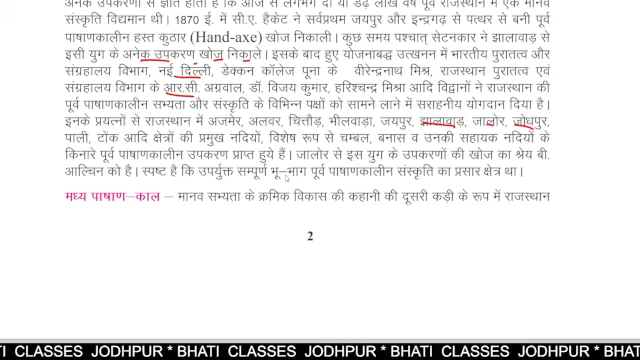 अनेक उपकरणों से ज्ञात होता है कि आज से लगभग दो या डेढ़ लाख वर्ष पूर्व राजस्थान में एक मानव
संस्कृति विद्यमान थी। 1870 ई. में सी.ए. हैकेट ने सर्वप्रथम जयपुर और इन्द्रगढ़ से पत्थर से बनी पूर्व
पाषाणकालीन हस्त कुठार (Hand-axe) खोज निकाली। कुछ समय पश्चात् सेटनकार ने झालावाड़ से
इसी युग के अनेक उपकरण खोज निकाले। इसके बाद हुए योजनाबद्ध उत्खनन में भारतीय पुरातत्व और
संग्रहालय विभाग, नई दिल्ली, डेक्कन कॉलेज पूना के वीरेन्द्रनाथ मिश्र, राजस्थान पुरातत्व एवं
संग्रहालय विभाग के आर.सी. अग्रवाल, डॉ. विजय कुमार, हरिश्चन्द्र मिश्रा आदि विद्वानों ने राजस्थान की
पूर्व पाषाणकालीन सभ्यता और संस्कृति के विभिन्न पक्षों को सामने लाने में सराहनीय योगदान दिया है।
इनके प्रयत्नों से राजस्थान में अजमेर, अलवर, चित्तौड़, भीलवाड़ा, जयपुर, झालावाड़, जालोर, जोधपुर,
पाली, टोंक आदि क्षेत्रों की प्रमुख नदियों, विशेष रूप से चम्बल, बनास व उनकी सहायक नदियों के
किनारे पूर्व पाषाणकालीन उपकरण प्राप्त हुये हैं। जालोर से इस युग के उपकरणों की खोज का श्रेय बी.
आल्चिन को है। स्पष्ट है कि उपर्युक्त सम्पूर्ण भू-भाग पूर्व पाषाणकालीन संस्कृति का प्रसार क्षेत्र था।
मध्य पाषाण-काल - मानव सभ्यता के क्रमिक विकास की कहानी की दूसरी कड़ी के रूप में राजस्थान
2
TI CLASSES JODHPUR * BHATI CLASSES JODHPUR * BHATI CLASSES JODHPUR * BHATI